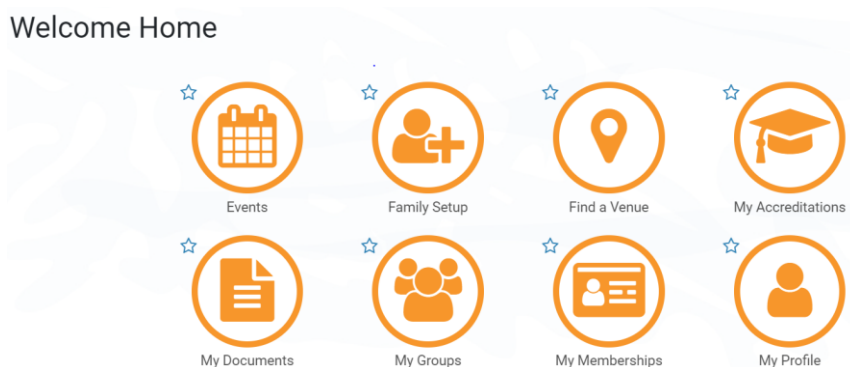 Welcome Home
Events
Family Setup
Find a Venue
My Accreditations
My Documents
My Groups
My Memberships
My Profile